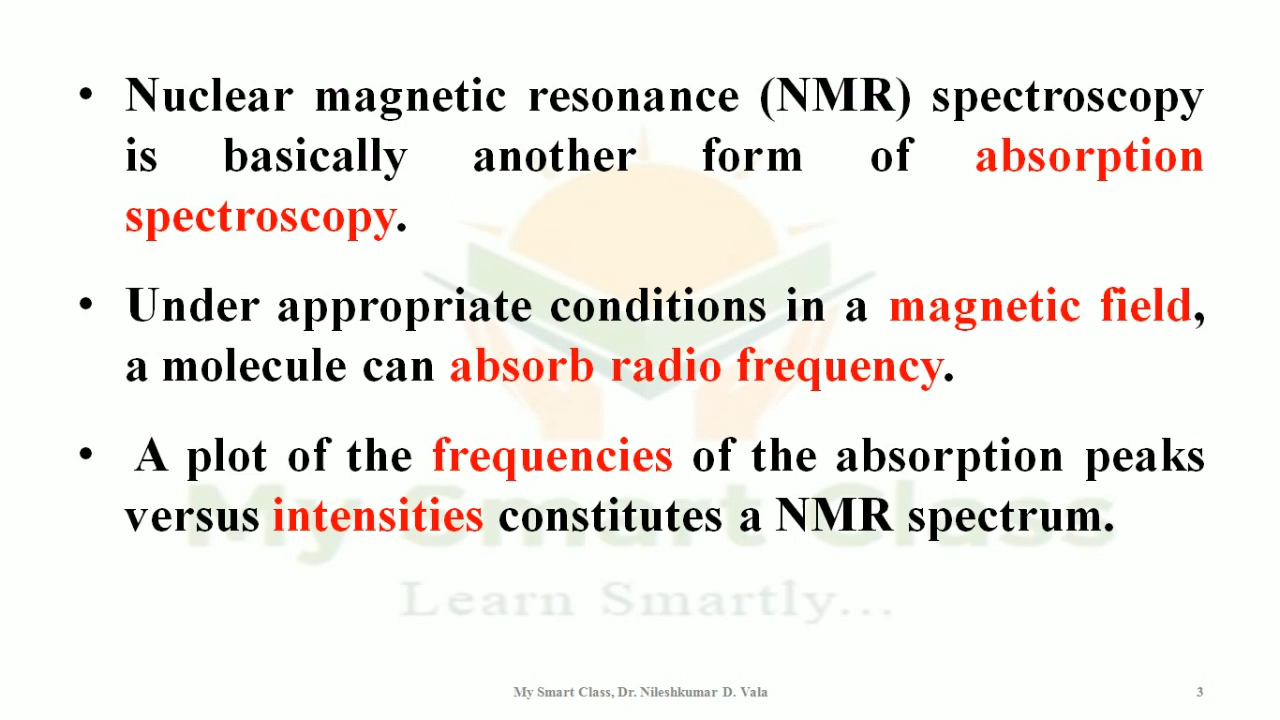 • Nuclear magnetic resonance (NMR) spectroscopy
is basically another form of absorption
spectroscopy.
• Under appropriate conditions in a magnetic field,
a molecule can absorb radio frequency.
• A plot of the frequencies of the absorption peaks
versus intensities constitutes a NMR spectrum.
My Smart Class
Learn Smartly...
My Smart Class, Dr. Nileshkumar D. Vala
3